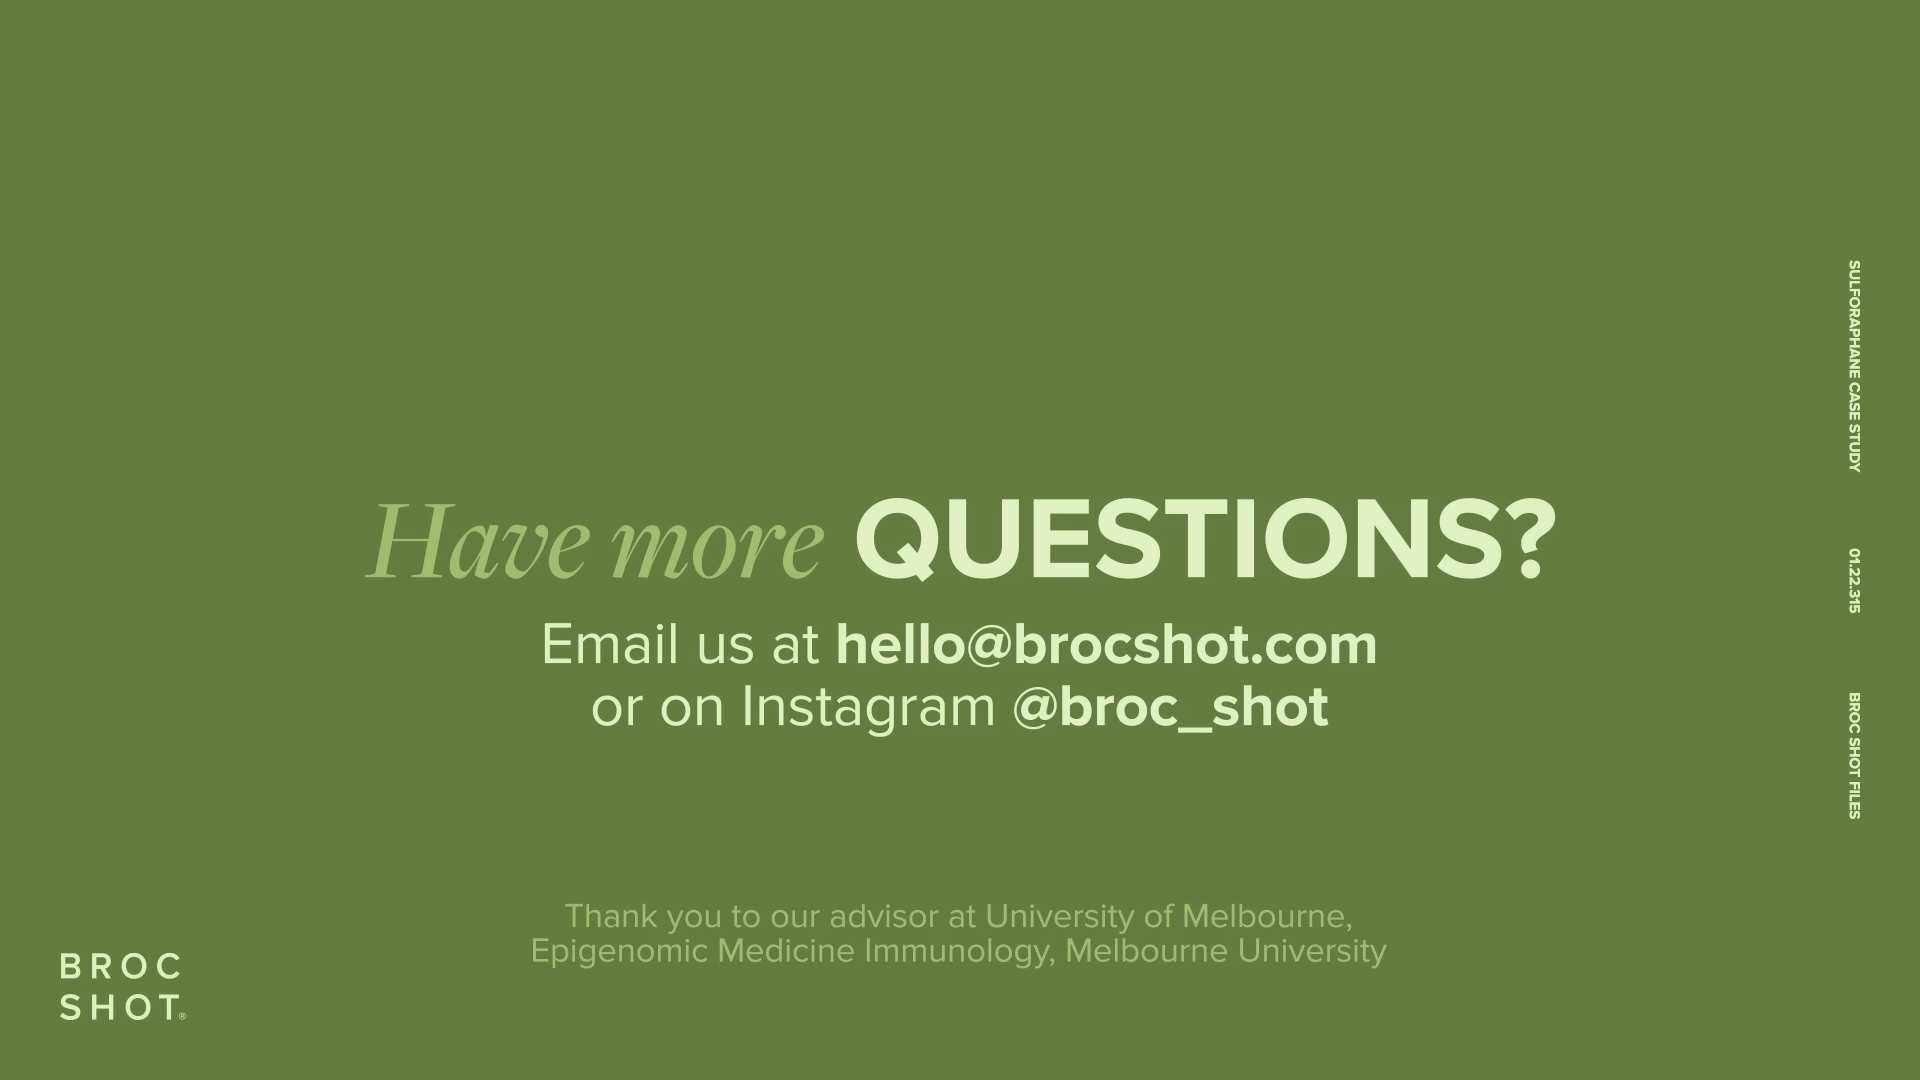 Have more QUESTIONS?
Email us at hello@brocshot.com
or on Instagram @broc_shot
Thank you to our advisor at University of Melbourne,
Epigenomic Medicine Immunology, Melbourne University
BROC
SHOT®
SULFORAPHANE CASE STUDY
01.22.315
BROC SHOT FILES